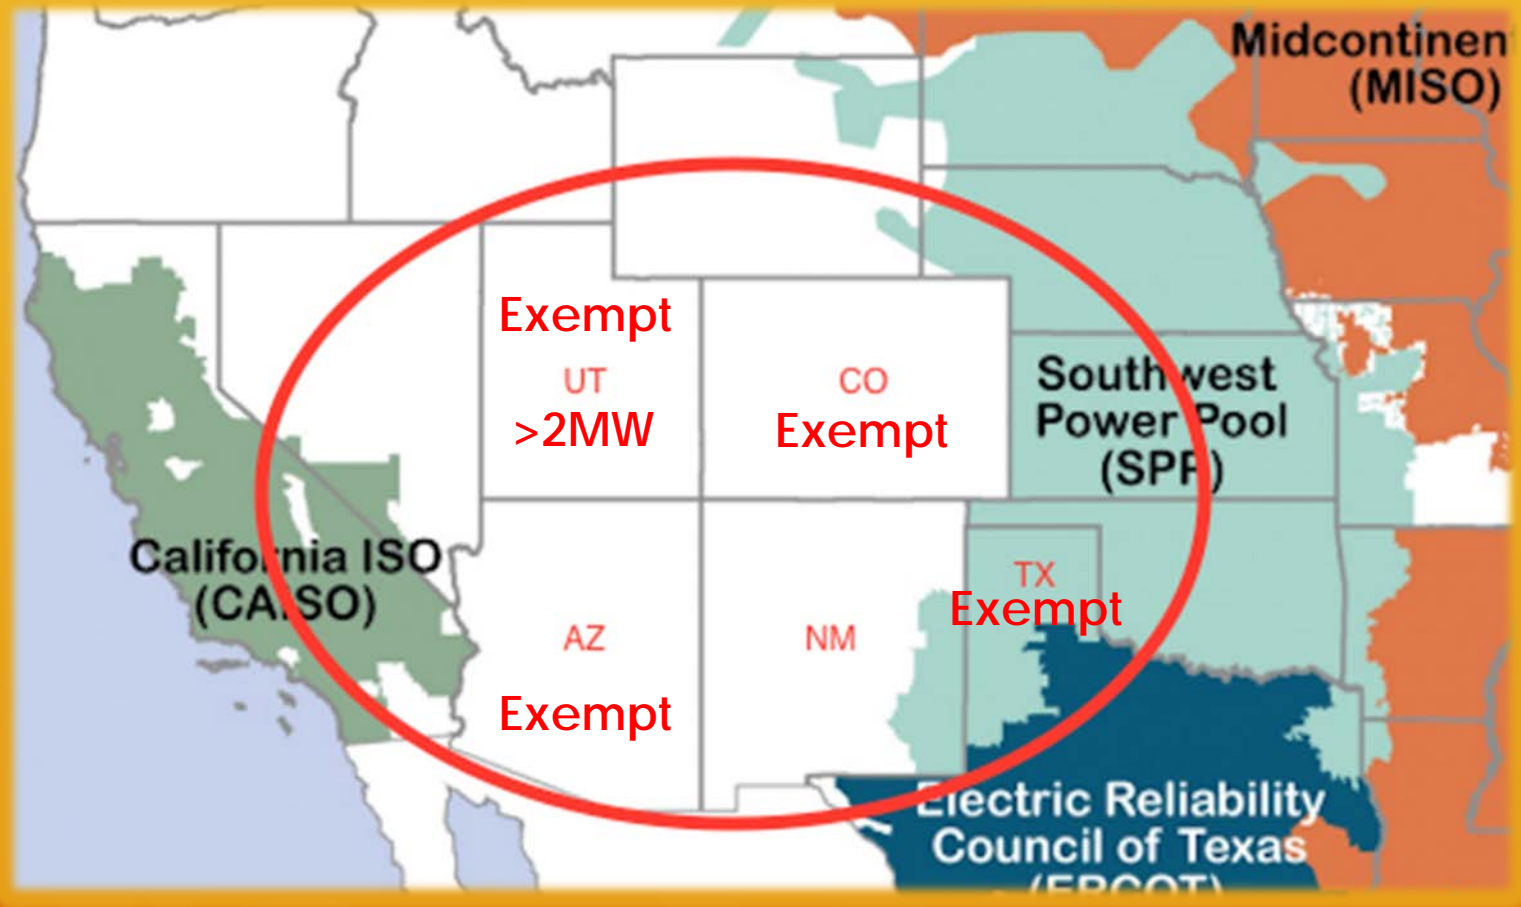 Midcontinen
(MISO)
Exempt
UT
>2MW
CO
Exempt
Southwest
Power Pool
(SPP)
California ISO
(CAISO)
AZ
Exempt
NM
TX
Exempt
Electric Reliability
Council of Texas
(ERCOT)